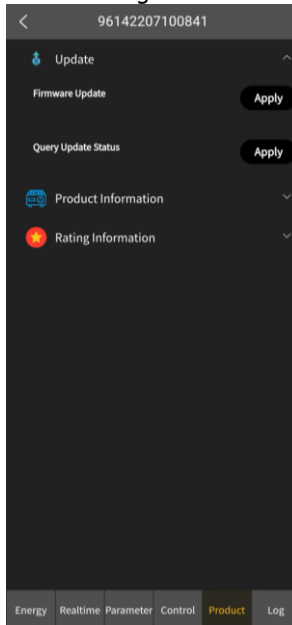 96142207100841
Update
Firmware Update
Apply
Query Update Status
Apply
Product Information
Rating Information
Energy Realtime Parameter Control Product Log